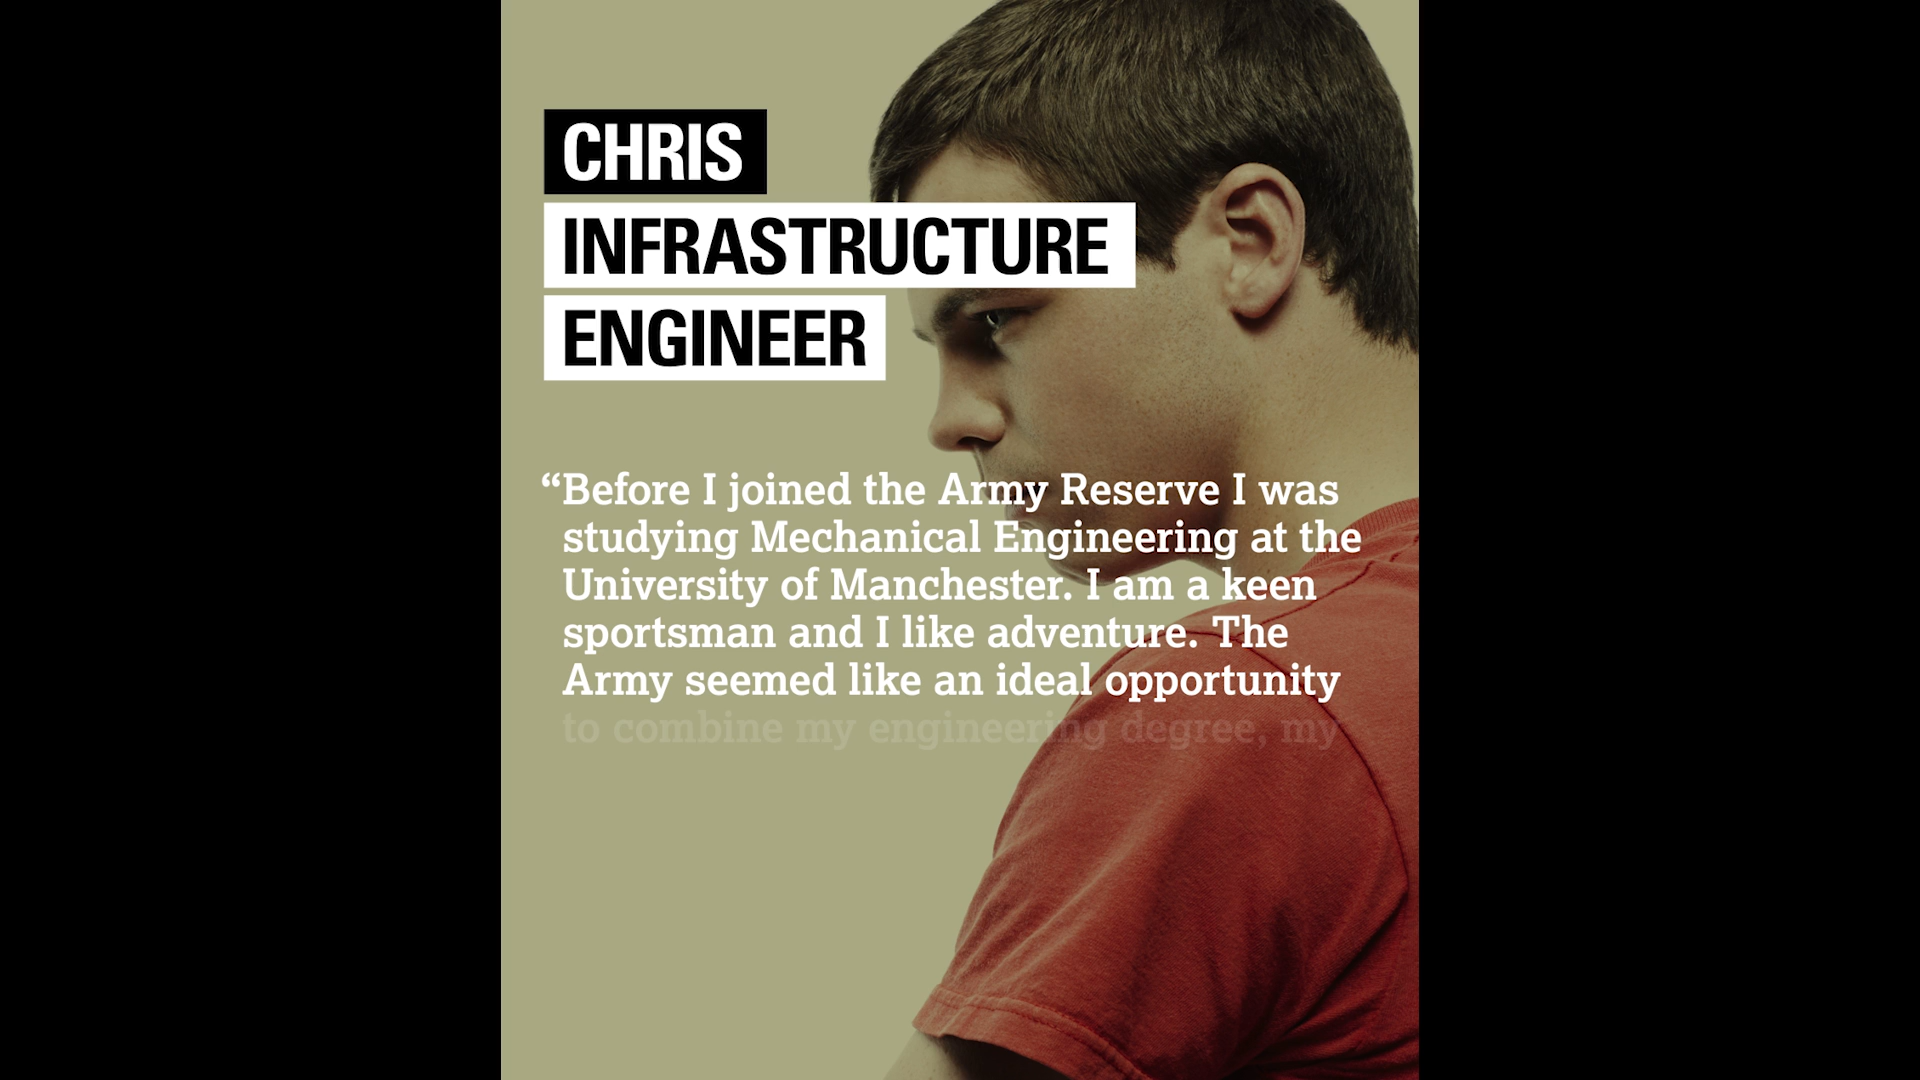 CHRIS
INFRASTRUCTURE
ENGINEER
“Before I joined the Army Reserve I was
studying Mechanical Engineering at the
University of Manchester. I am a keen
sportsman and I like adventure. The
Army seemed like an ideal opportunity
to combine my engineering degree, my